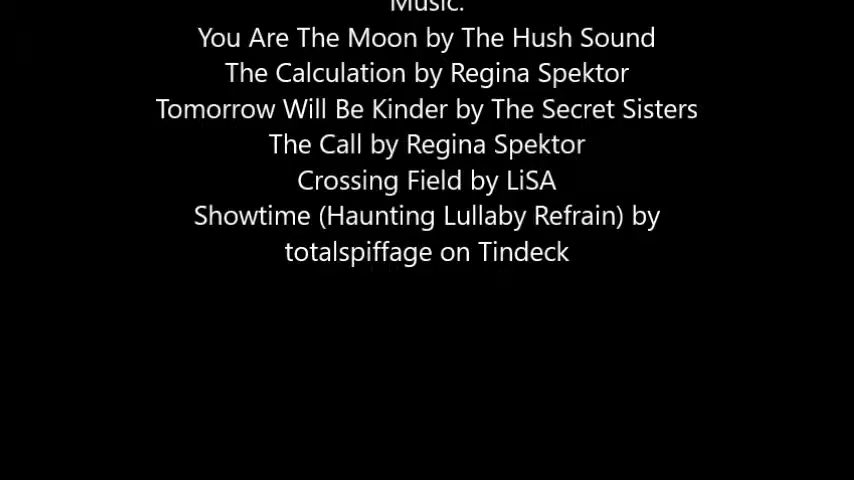 Music:
You Are The Moon by The Hush Sound
The Calculation by Regina Spektor
Tomorrow Will Be Kinder by The Secret Sisters
The Call by Regina Spektor
Crossing Field by LiSA
Showtime (Haunting Lullaby Refrain) by
totalspiffage on Tindeck